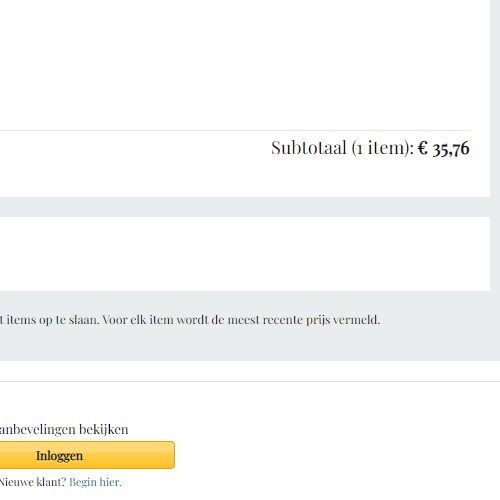 Subtotaal (1 item): € 35,76
t items op te slaan. Voor elk item wordt de meest recente prijs vermeld.
anbevelingen bekijken
Inloggen
Nieuwe klant? Begin hier.